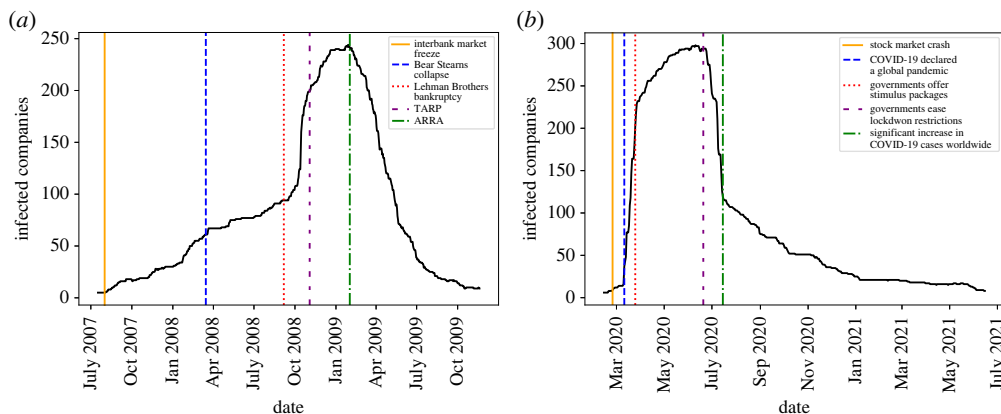 (a)
infected companies
250
200
150
100
50
0
July 2007
Oct 2007
Jan 2008
Apr 2008
July 2008
Oct 2008
Jan 2009
Apr 2009
July 2009
Oct 2009
date
interbank market
freeze
Bear Stearns
collapse
Lehman Brothers
bankruptcy
TARP
ARRA
(b)
infected companies
300
250
200
150
100
50
0
Mar 2020
May 2020
July 2020
Sep 2020
Nov 2020
Jan 2021
Mar 2021
May 2021
July 2021
date
stock market crash
COVID-19 declared
a global pandemic
governments offer
stimulus packages
governments ease
lockdwon restrictions
significant increase in
COVID-19 cases worldwide